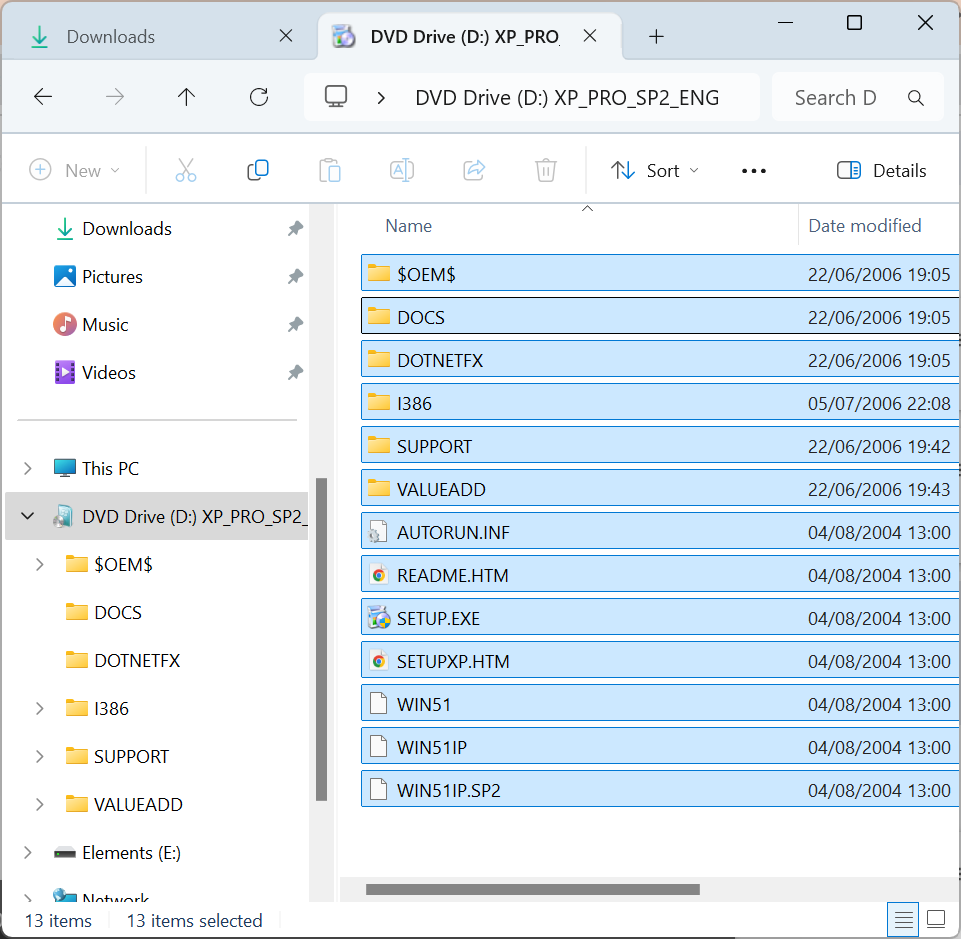 Downloads
DVD Drive (D:) XP_PRO
DVD Drive (D:) XP_PRO_SP2_ENG
Search D
New
Sort
Details
Downloads
Pictures
Music
Videos
This PC
DVD Drive (D:) XP_PRO_SP2_
$OEM$
DOCS
DOTNETFX
I386
SUPPORT
VALUEADD
Elements (E:)
Network
Name Date modified
$OEM$ 22/06/2006 19:05
DOCS 22/06/2006 19:05
DOTNETFX 22/06/2006 19:05
I386 05/07/2006 22:08
SUPPORT 22/06/2006 19:42
VALUEADD 22/06/2006 19:43
AUTORUN.INF 04/08/2004 13:00
README.HTM 04/08/2004 13:00
SETUP.EXE 04/08/2004 13:00
SETUPXP.HTM 04/08/2004 13:00
WIN51 04/08/2004 13:00
WIN51IP 04/08/2004 13:00
WIN51IP.SP2 04/08/2004 13:00
13 items 13 items selected